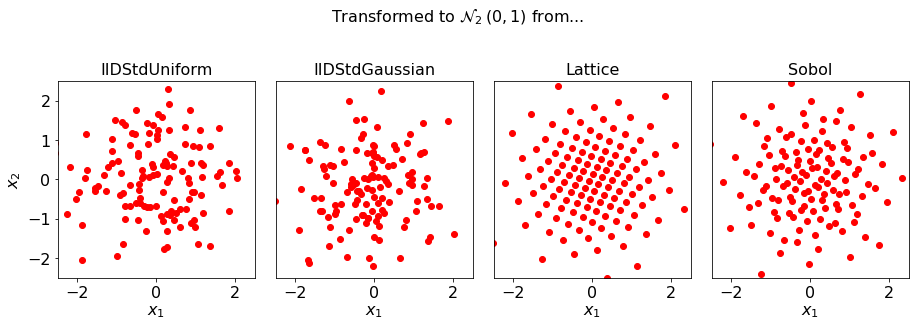 Transformed to 𝒩₂ (0, 1) from...
IIDStdUniform IIDStdGaussian Lattice Sobol
2
1
0
−1
−2
x₂
−2 0 2 −2 0 2 −2 0 2 −2 0 2
x₁ x₁ x₁ x₁